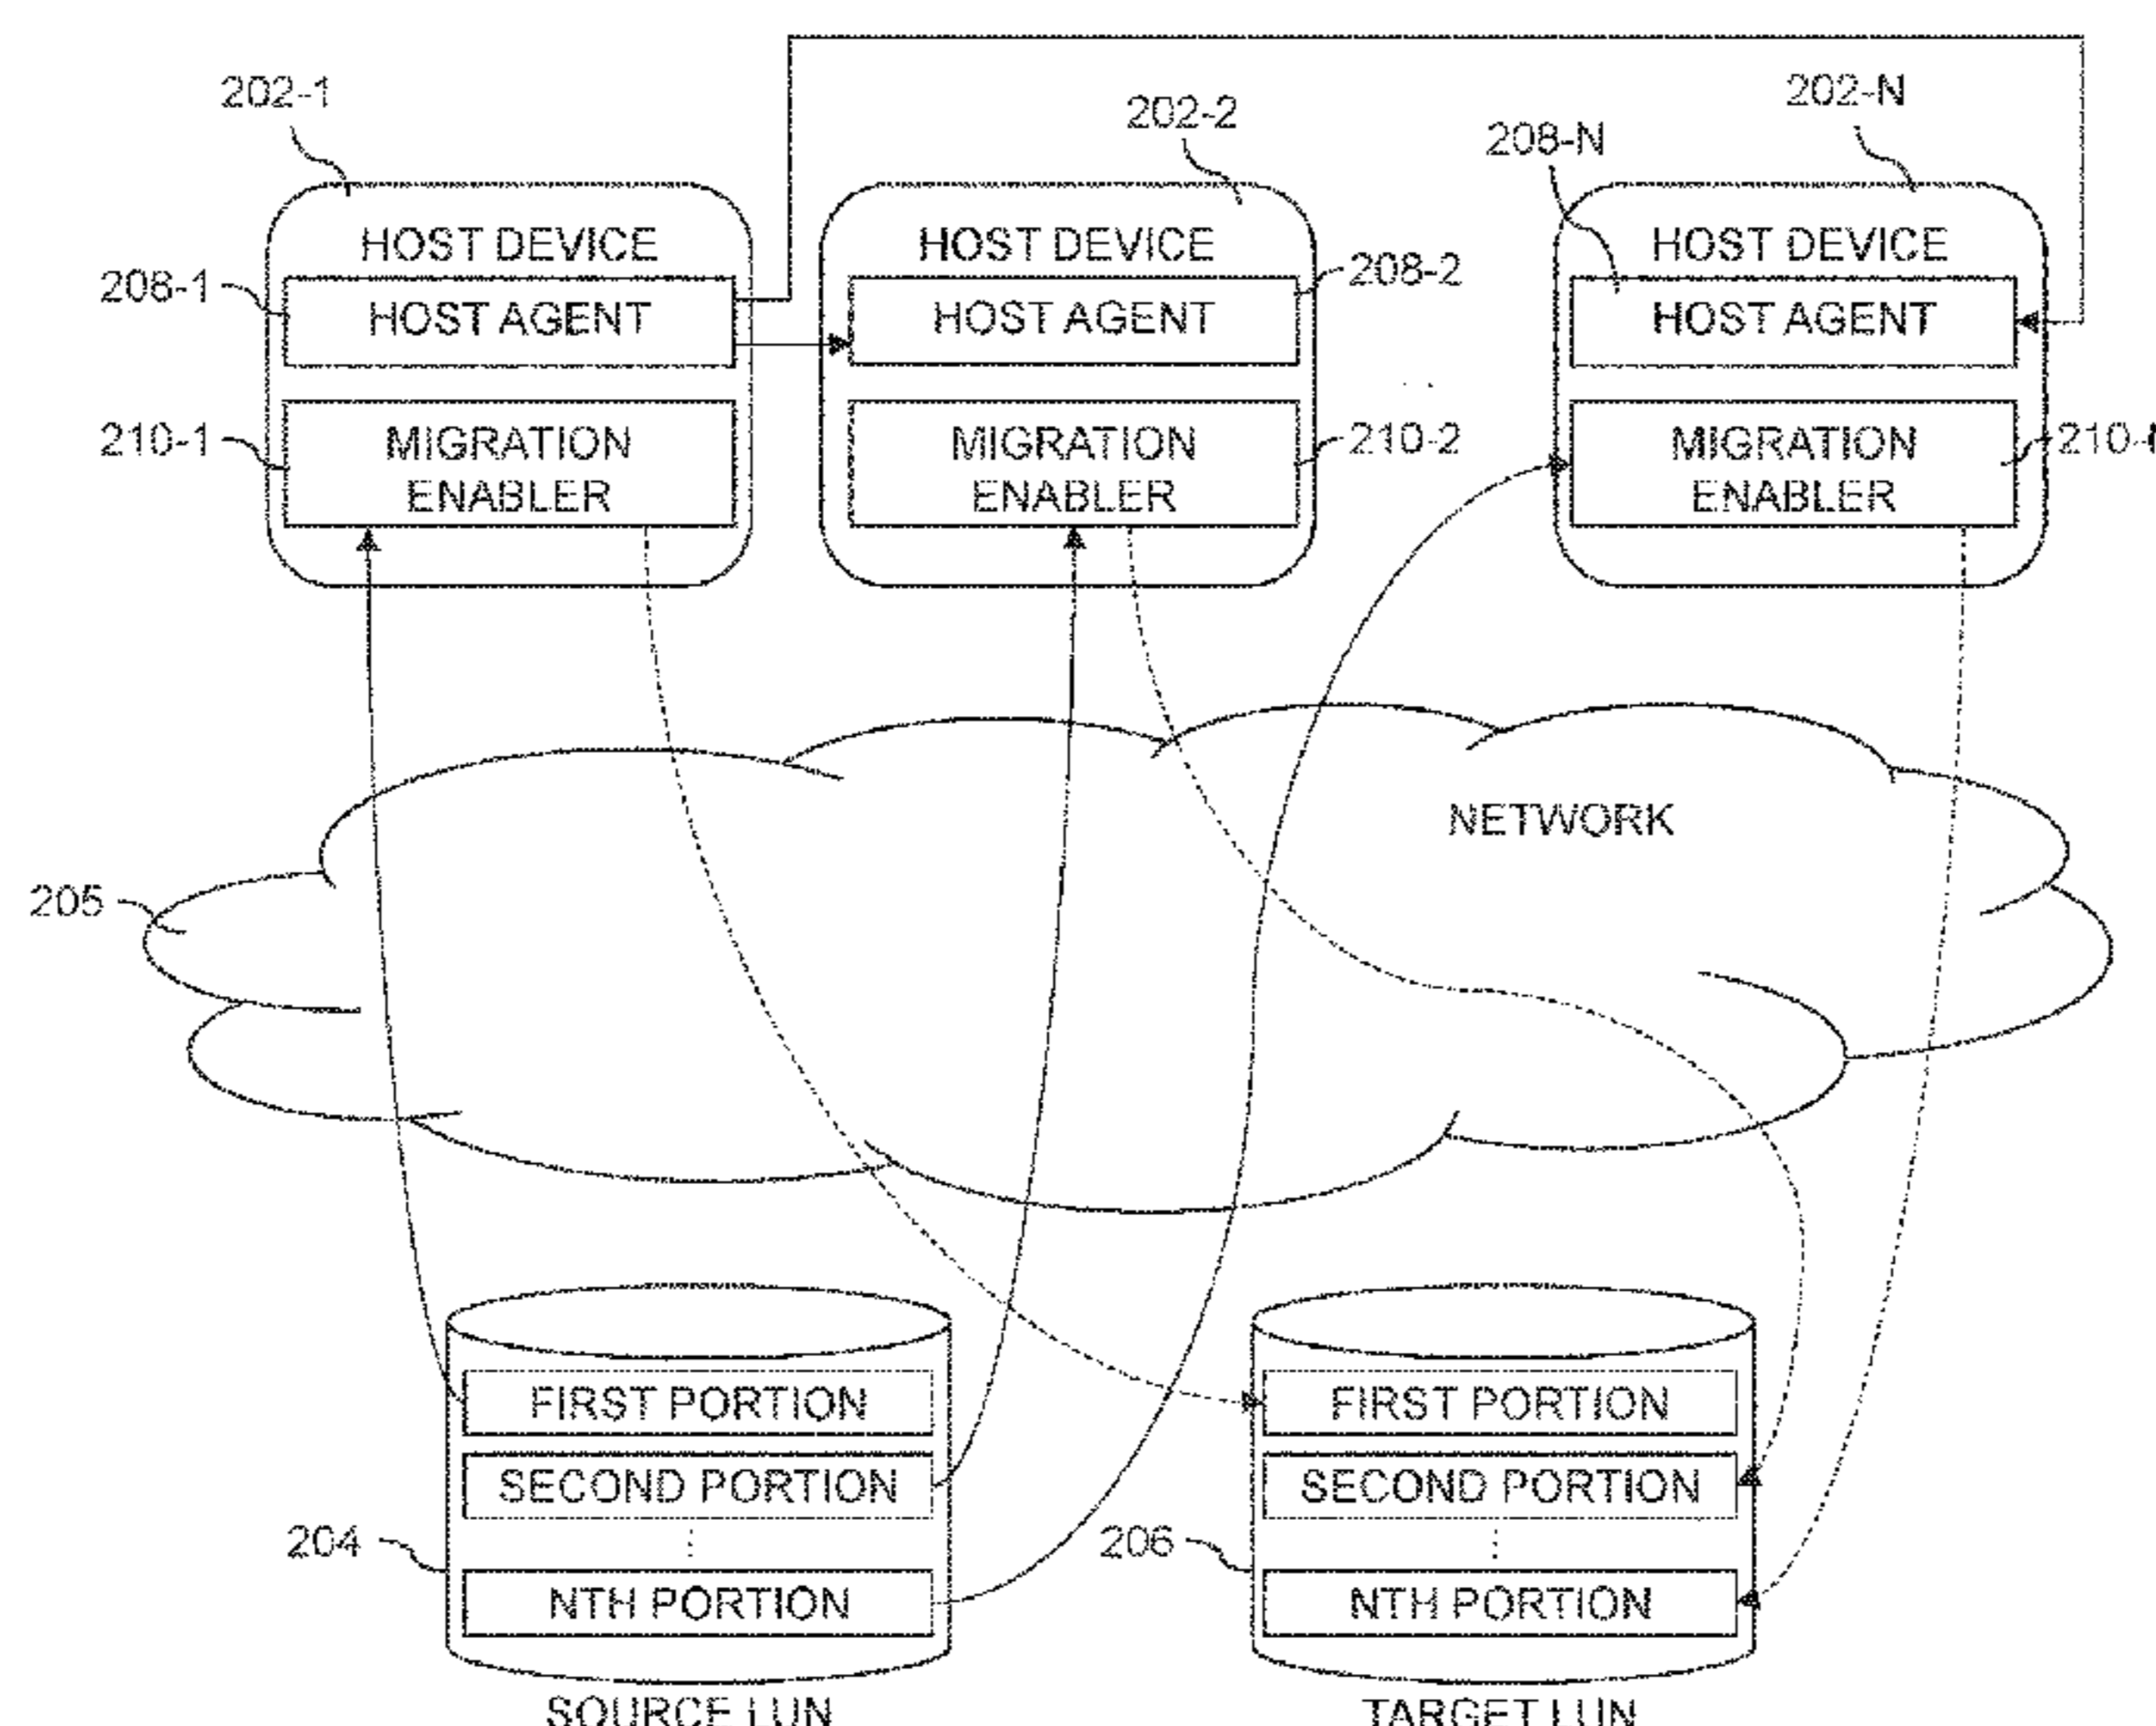 202-1
202-2
202-N
208-N
HOST DEVICE
HOST DEVICE
HOST DEVICE
208-1
HOST AGENT
HOST AGENT
208-2
HOST AGENT
210-1
MIGRATION
ENABLER
MIGRATION
ENABLER
210-2
MIGRATION
ENABLER
210-
NETWORK
205
FIRST PORTION
FIRST PORTION
SECOND PORTION
SECOND PORTION
204
206
NTH PORTION
NTH PORTION
SOURCE LUN
TARGET LUN